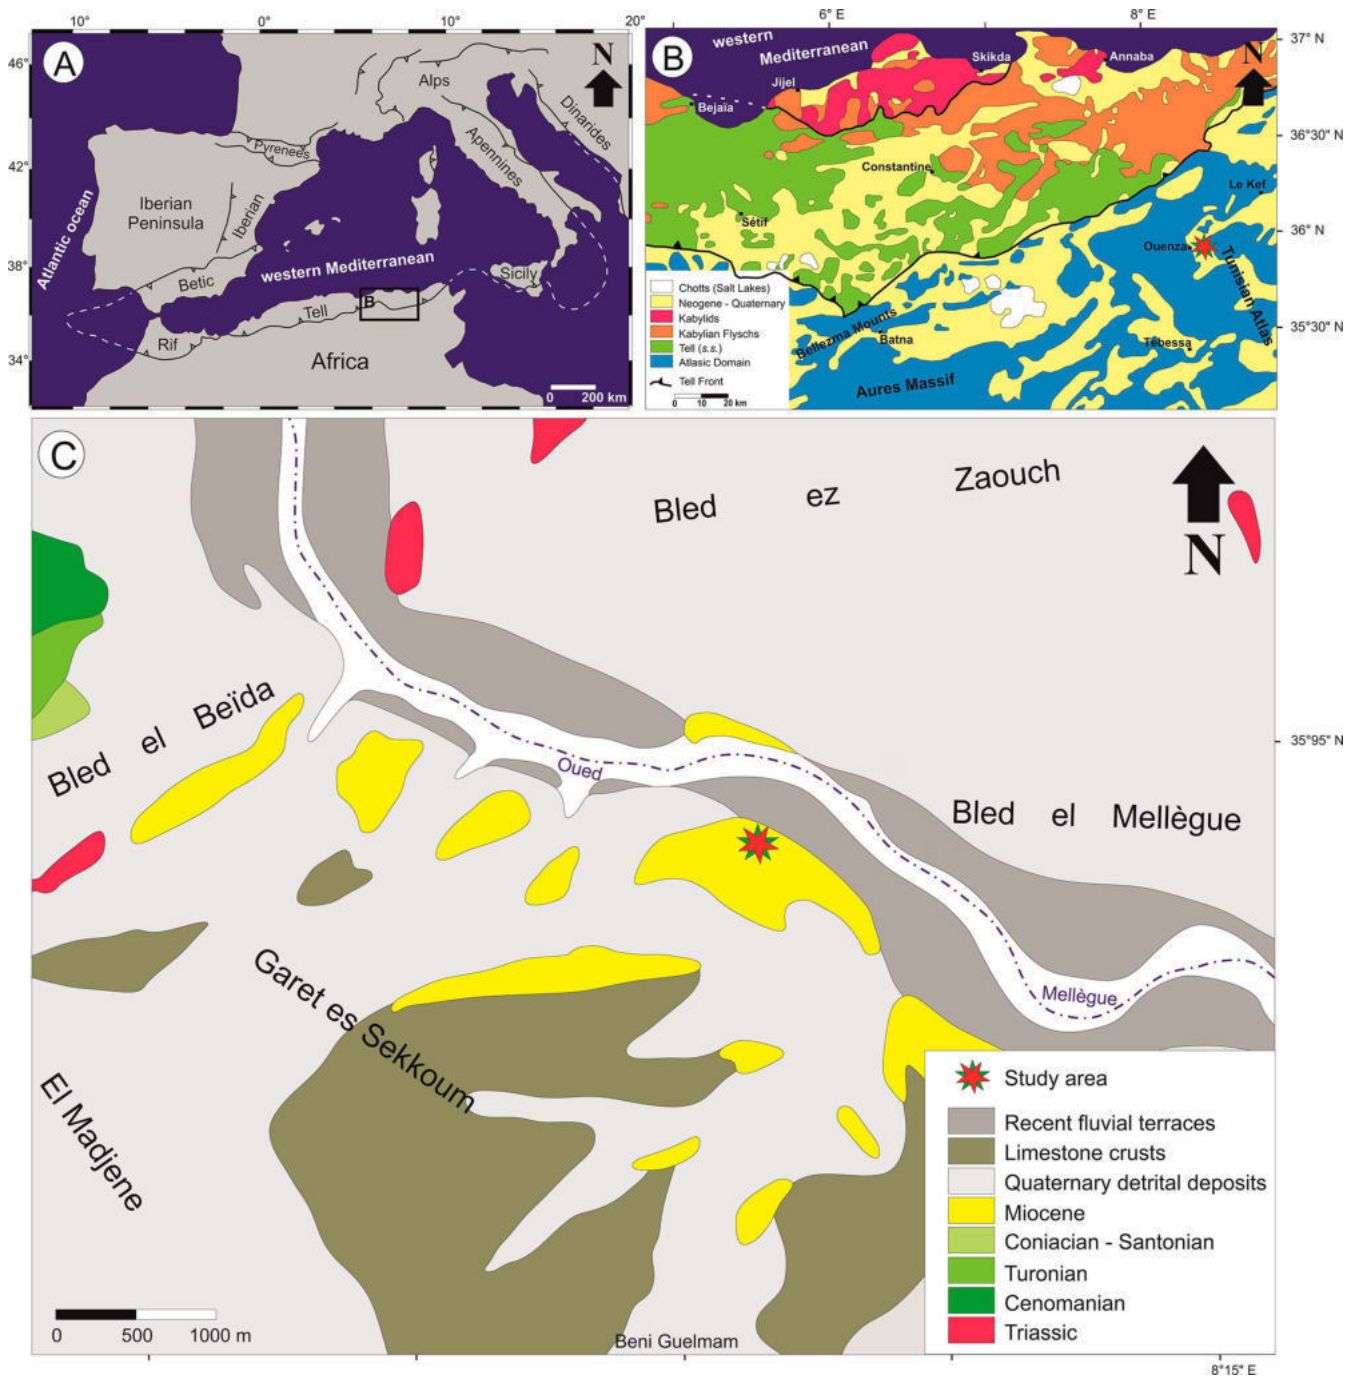 10°
0°
10°
20°
46°
42°
38°
34°
A
N
Alps
Dinarides
Apennines
Pyrenees
Iberian
Peninsula
Iberian
Atlantic ocean
western Mediterranean
Betic
Sicily
B
Tell
Rif
Africa
0 200 km
6° E
8° E
37° N
36°30" N
36° N
35°30" N
B
western
Mediterranean
N
Skikda
Annaba
Jijel
Bejaïa
Constantine
Le Kef
Sétif
Ouenza
Tunisian Atlas
Bellezma Mounts
Batna
Tébessa
Aures Massif
Chotts (Salt Lakes)
Neogene - Quaternary
Kabylids
Kabylian Flyschs
Tell (s.s.)
Atlasic Domain
Tell Front
0 10 20 km
C
Bled ez Zaouch
N
Bled el Beïda
Oued
35°95" N
Bled el Mellègue
Garet es Sekkoum
Mellègue
El Madjene
Study area
Recent fluvial terraces
Limestone crusts
Quaternary detrital deposits
Miocene
Coniacian - Santonian
Turonian
Cenomanian
Triassic
0 500 1000 m
Beni Guelmam
8°15" E